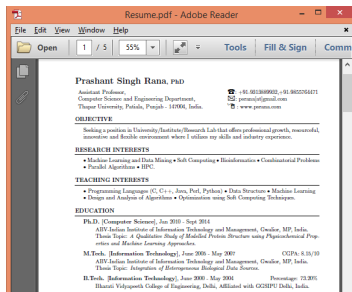 Resume.pdf - Adobe Reader
File Edit View Window Help
Open 1 / 5 55% Tools Fill & Sign Comm
Prashant Singh Rana, PhD
Assistant Professor,
Computer Science and Engineering Department,
Thapar University, Patiala, Punjab - 147004, India.
OBJECTIVE
Seeking a position in University/Institute/Research Lab that offers professional growth, resourceful,
innovative and flexible environment where I utilize my skills and industry experience.
RESEARCH INTERESTS
• Machine Learning and Data Mining • Soft Computing • Bioinformatics • Combinatorial Problems
• Parallel Algorithms • HPC.
TEACHING INTERESTS
• Programming Languages (C, C++, Java, Perl, Python) • Data Structure • Machine Learning
• Design and Analysis of Algorithms • Optimization using Soft Computing Techniques.
EDUCATION
Ph.D. [Computer Science], Jan 2010 - Sept 2014
ABV-Indian Institute of Information Technology and Management, Gwalior, MP, India.
Thesis Topic: A Qualitative Study of Modelled Protein Structure using Physicochemical Prop-
erties and Machine Learning Approaches.
M.Tech. [Information Technology], June 2005 - May 2007 CGPA: 8.15/10
ABV-Indian Institute of Information Technology and Management, Gwalior, MP, India.
Thesis Topic: Integration of Heterogeneous Biological Data Sources.
B.Tech. [Information Technology], June 2000 - May 2004 Percentage: 73.20%
Bharati Vidyapeeth College of Engineering, Delhi, Affiliated with GGSIPU Delhi, India.